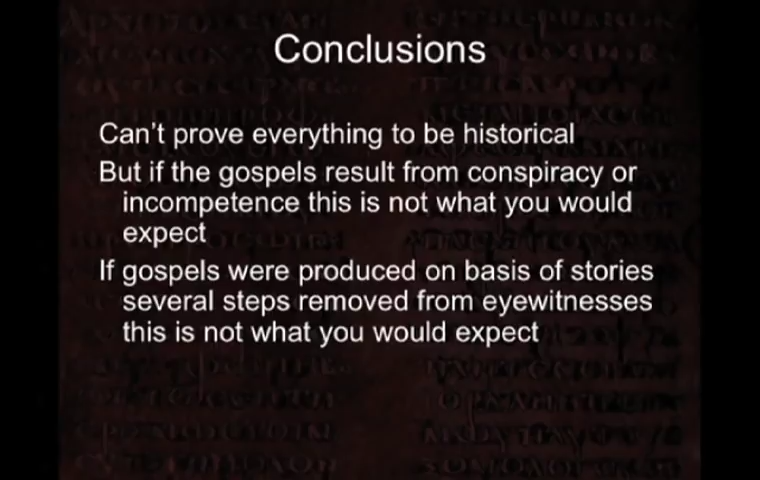 Conclusions
Can't prove everything to be historical
But if the gospels result from conspiracy or
incompetence this is not what you would
expect
If gospels were produced on basis of stories
several steps removed from eyewitnesses
this is not what you would expect